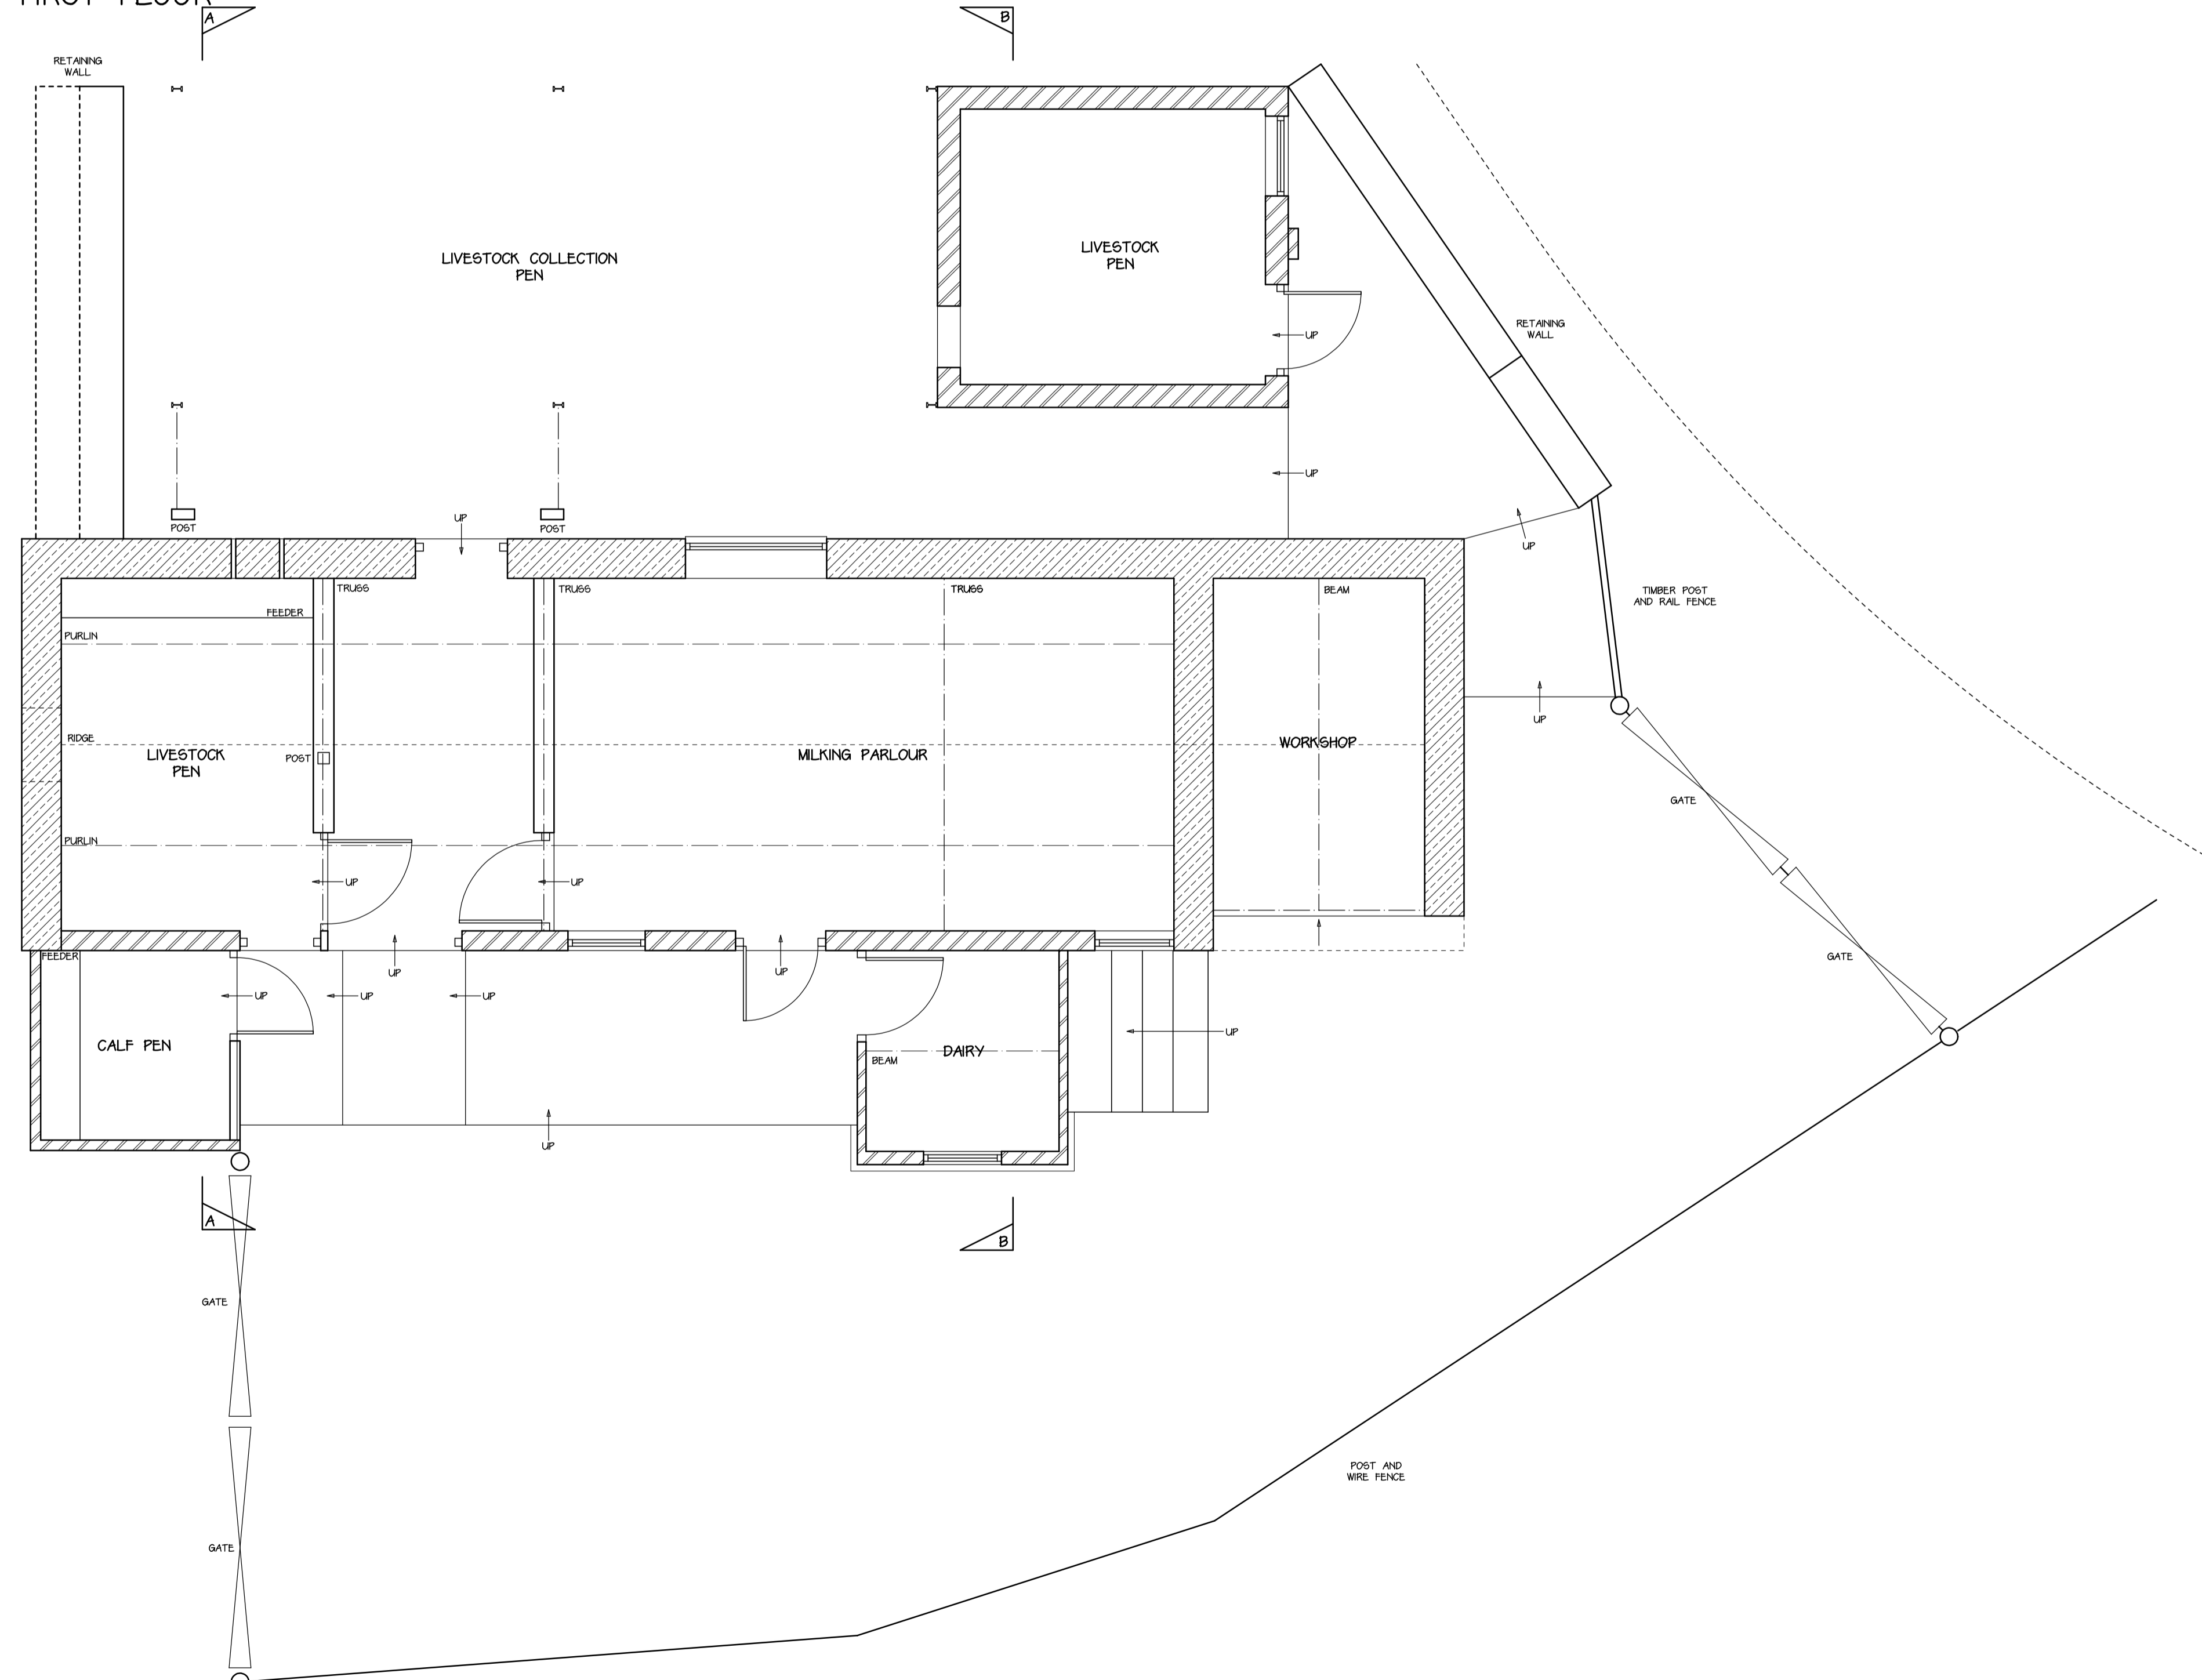 FIRST FLOOR
A
B
RETAINING
WALL
LIVESTOCK COLLECTION
PEN
LIVESTOCK
PEN
UP
RETAINING
WALL
UP
POST
UP
POST
UP
TRUSS
TRUSS
TRUSS
BEAM
TIMBER POST
AND RAIL FENCE
FEEDER
PURLIN
RIDGE
LIVESTOCK
PEN
POST
MILKING PARLOUR
WORKSHOP
UP
GATE
PURLIN
UP
UP
FEEDER
UP
UP
GATE
UP
UP
UP
CALF PEN
BEAM
DAIRY
UP
UP
A
B
GATE
POST AND
WIRE FENCE
GATE